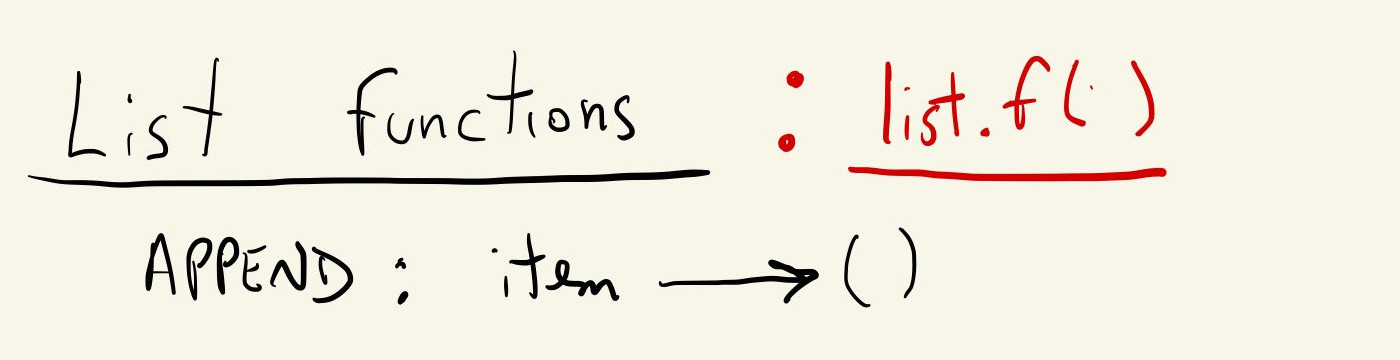 List functions : list.f( )
APPEND : item → ( )